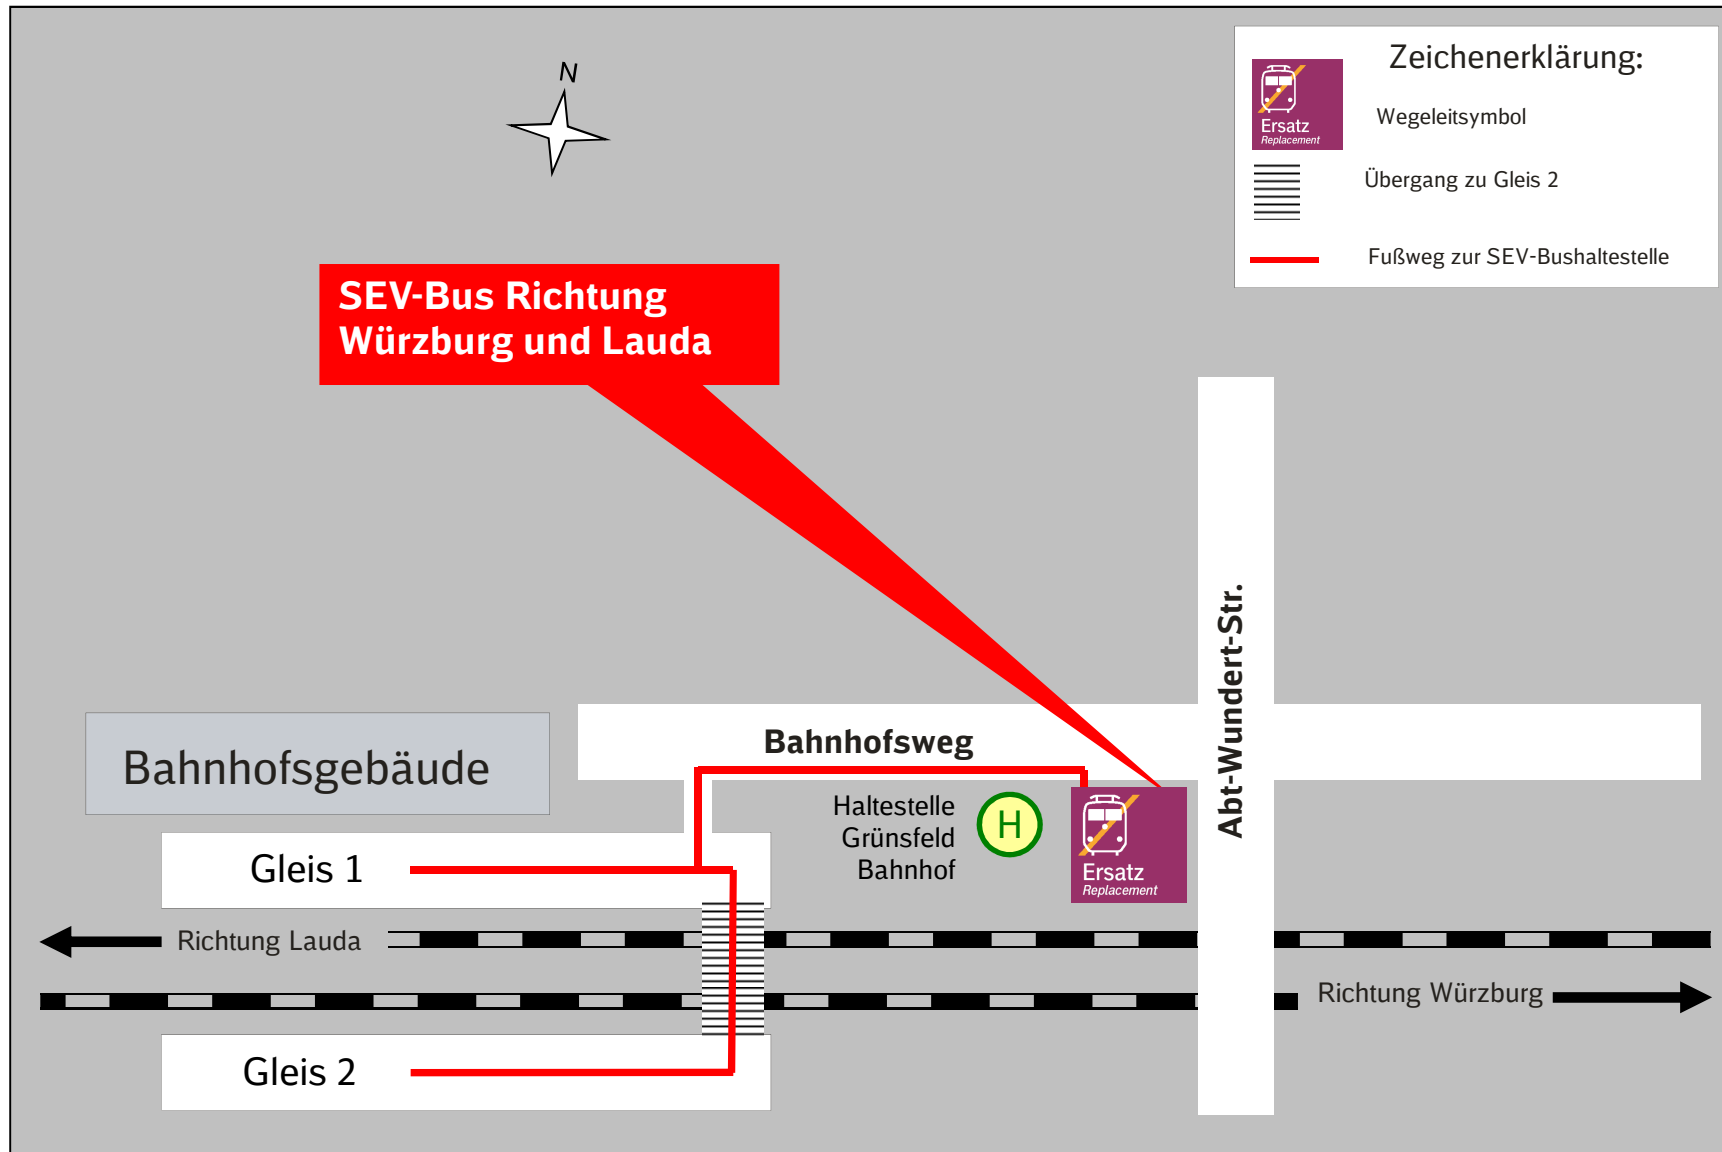 N
Zeichenerklärung:
Ersatz
Replacement
Wegeleitsymbol
Übergang zu Gleis 2
Fußweg zur SEV-Bushaltestelle
SEV-Bus Richtung
Würzburg und Lauda
Abt-Wundert-Str.
Bahnhofsweg
Bahnhofsgebäude
Haltestelle
Grünsfeld
Bahnhof
H
Ersatz
Replacement
Gleis 1
Richtung Lauda
Richtung Würzburg
Gleis 2